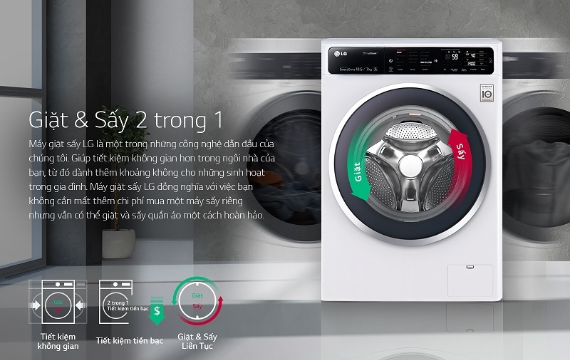 LG
Giặt & Sấy 2 trong 1
Máy giặt sấy LG là một trong những công nghệ dẫn đầu của
chúng tôi. Giúp tiết kiệm không gian hơn trong ngôi nhà của
bạn, từ đó dành thêm khoảng không cho những sinh hoạt
trong gia đình. Máy giặt sấy LG đồng nghĩa với việc bạn
không cần mất thêm chi phí mua một máy sấy riêng
nhưng vẫn có thể giặt và sấy quần áo một cách hoàn hảo.
Giặt
Sấy
Giặt
Sấy
2 trong 1
Tiết kiệm tiền bạc
$
Giặt
Sấy
Tiết kiệm
không gian
Tiết kiệm tiền bạc
Giặt & Sấy
Liên Tục